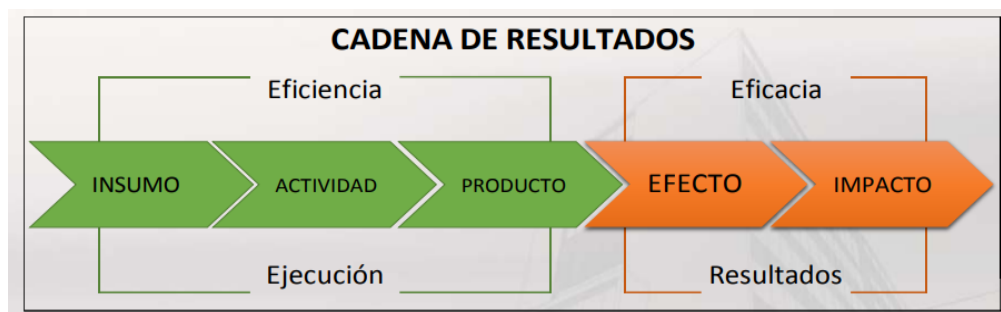 CADENA DE RESULTADOS
Eficiencia Eficacia
INSUMO ACTIVIDAD PRODUCTO EFECTO IMPACTO
Ejecución Resultados